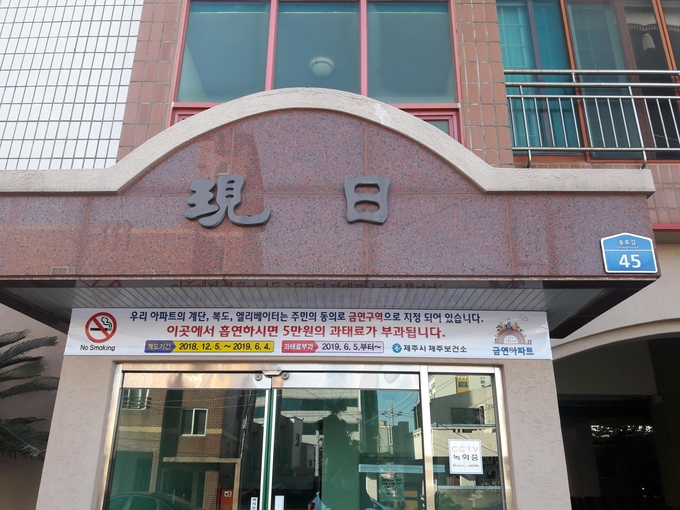 現 日
45
우리 아파트의 계단, 복도, 엘리베이터는 주민의 동의로 금연구역으로 지정 되어 있습니다.
이곳에서 흡연하시면 5만원의 과태료가 부과됩니다.
No Smoking
계도기간 2018. 12. 5. ~ 2019. 6. 4. 과태료부과 2019. 6. 5.부터~ 제주시 제주보건소
금연아파트
CCTV
녹화중